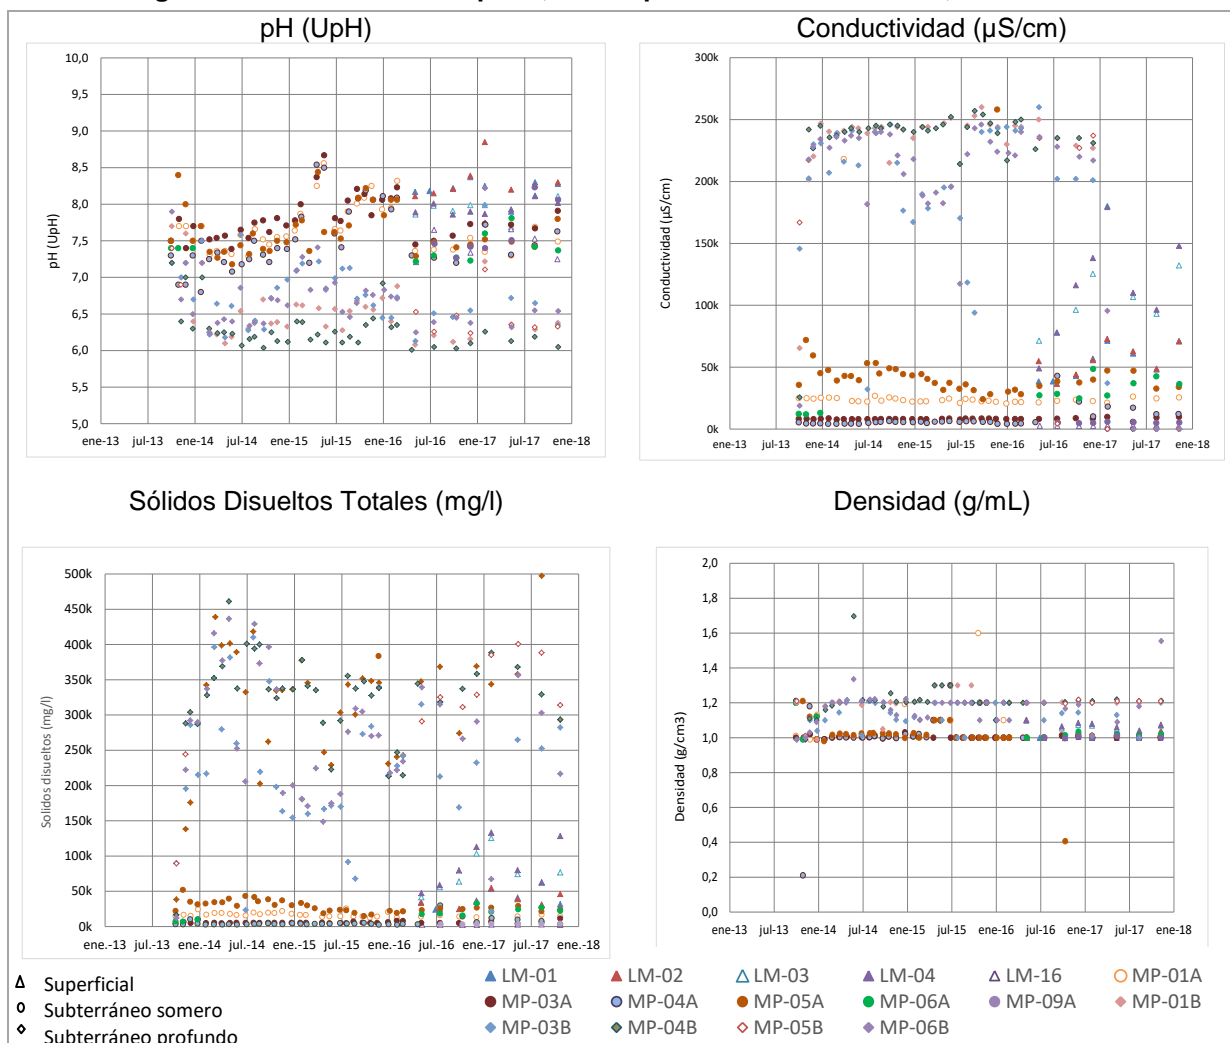 pH (UpH)
Conductividad (µS/cm)
10,0
9,5
9,0
8,5
8,0
7,5
7,0
6,5
6,0
5,5
5,0
pH (UpH)
ene-13 jul-13 ene-14 jul-14 ene-15 jul-15 ene-16 jul-16 ene-17 jul-17 ene-18
300k
250k
200k
150k
100k
50k
0k
Conductividad (µS/cm)
ene-13 jul-13 ene-14 jul-14 ene-15 jul-15 ene-16 jul-16 ene-17 jul-17 ene-18
Sólidos Disueltos Totales (mg/l)
Densidad (g/mL)
500k
450k
400k
350k
300k
250k
200k
150k
100k
50k
0k
Solidos disueltos (mg/l)
ene-13 jul-13 ene-14 jul-14 ene-15 jul-15 ene-16 jul-16 ene-17 jul-17 ene-18
2,0
1,8
1,6
1,4
1,2
1,0
0,8
0,6
0,4
0,2
0,0
Densidad (g/cm3)
ene-13 jul-13 ene-14 jul-14 ene-15 jul-15 ene-16 jul-16 ene-17 jul-17 ene-18
Superficial
Subterráneo somero
Subterráneo profundo
LM-01 LM-02 LM-03 LM-04 LM-16 MP-01A
MP-03A MP-04A MP-05A MP-06A MP-09A MP-01B
MP-03B MP-04B MP-05B MP-06B